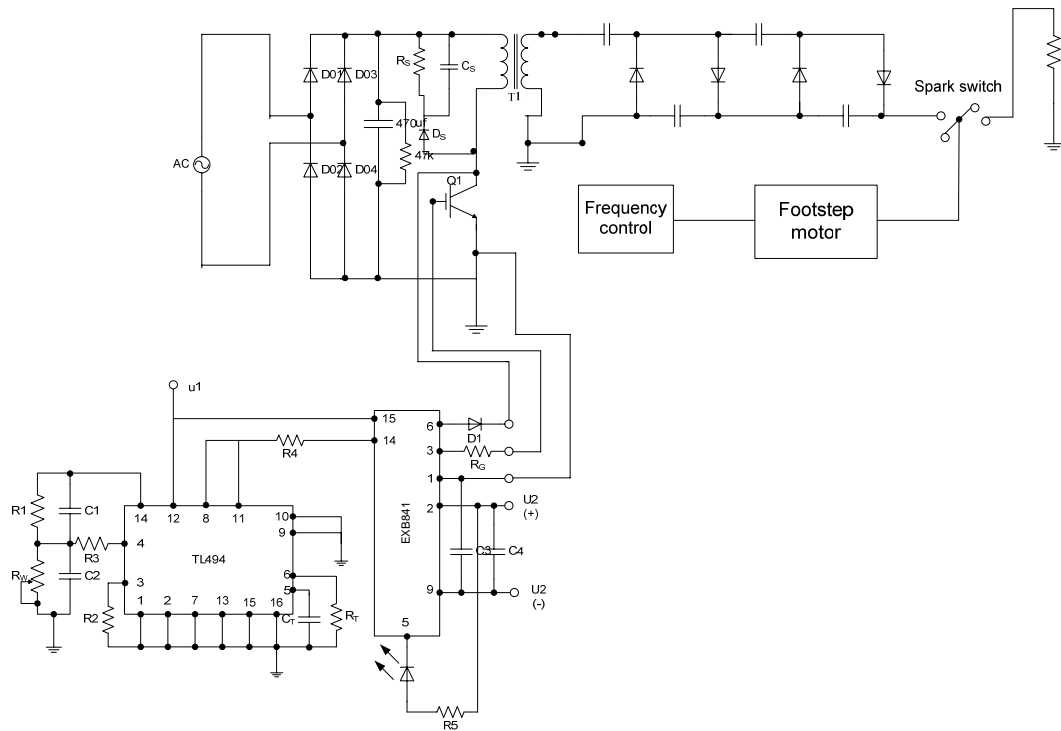 AC
D01
D03
D02
D04
470uf
47k
RS
CS
DS
T1
Q1
Spark switch
Frequency
control
Footstep
motor
u1
15
14
6
3
1
2
9
5
EXB841
D1
RG
U2
(+)
U2
(-)
C3
C4
R5
R4
R1
C1
RW
C2
R3
R2
14
12
8
11
4
3
10
9
6
5
TL494
1
2
7
13
15
16
CT
RT